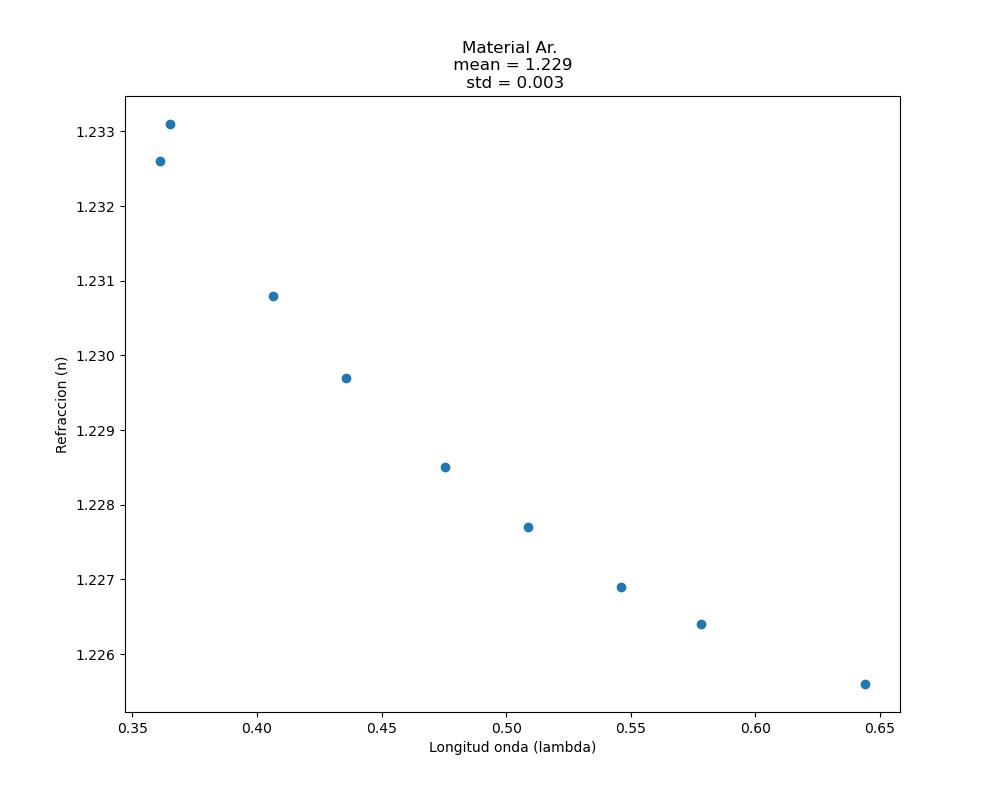 Material Ar.
mean = 1.229
std = 0.003
1.233
1.232
1.231
1.230
1.229
1.228
1.227
1.226
Refraccion (n)
0.35 0.40 0.45 0.50 0.55 0.60 0.65
Longitud onda (lambda)